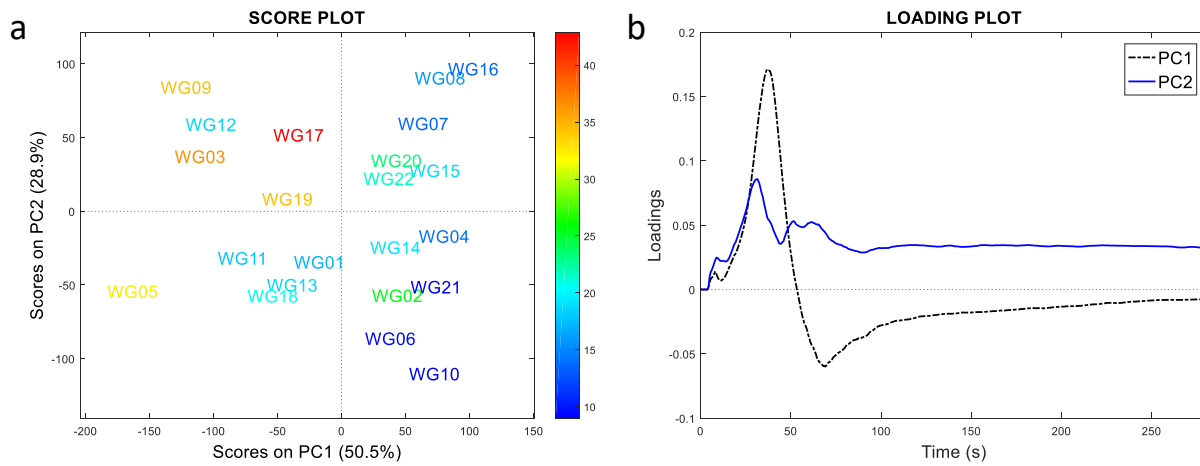 a
SCORE PLOT
Scores on PC2 (28.9%)
100
50
0
-50
-100
WG16
WG08
WG09
WG12
WG07
WG17
WG03
WG20
WG15
WG22
WG19
WG04
WG14
WG11
WG01
WG13
WG21
WG05
WG18
WG02
WG06
WG10
-200
-150
-100
-50
0
50
100
150
Scores on PC1 (50.5%)
40
35
30
25
20
15
10
b
LOADING PLOT
PC1
PC2
Loadings
0.2
0.15
0.1
0.05
0
-0.05
-0.1
0
50
100
150
200
250
Time (s)